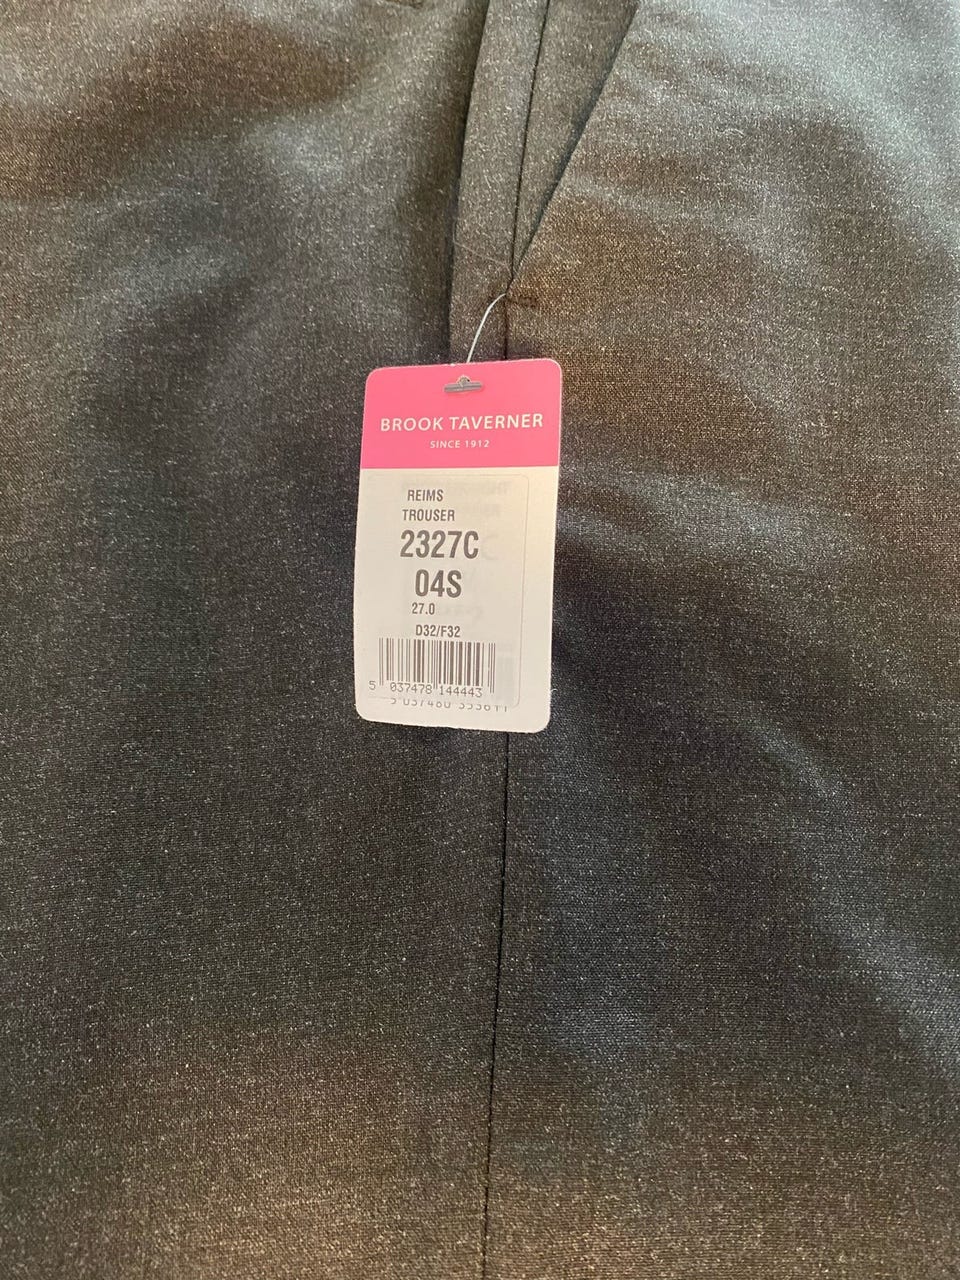 BROOK TAVERNER
SINCE 1912
REIMS
TROUSER
2327C
04S
27.0
D32/F32
5 037478 144443